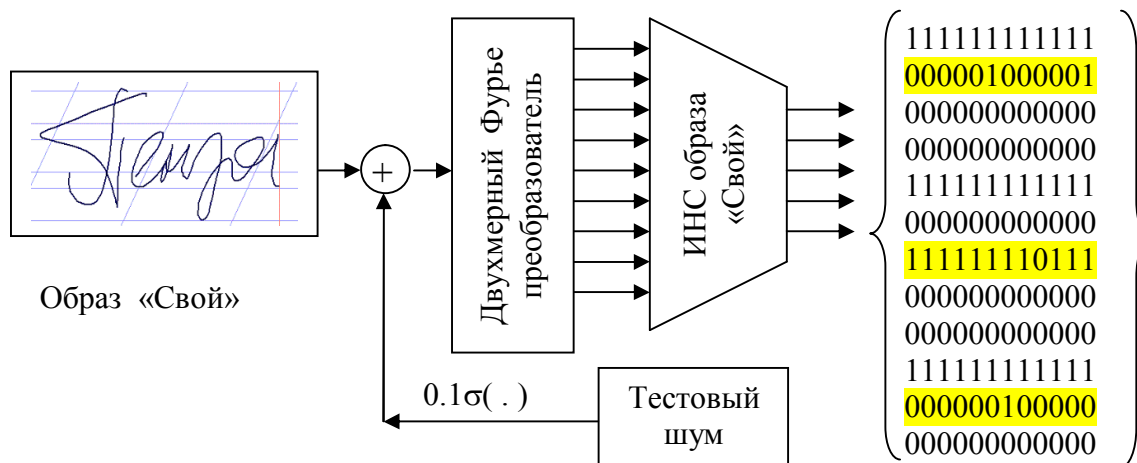 Пенза
Образ «Свой»
+
0.1σ( . )
Двухмерный Фурье
преобразователь
ИНС образа
«Свой»
Тестовый
шум
111111111111
000001000001
000000000000
000000000000
111111111111
000000000000
111111110111
000000000000
000000000000
111111111111
000000100000
000000000000